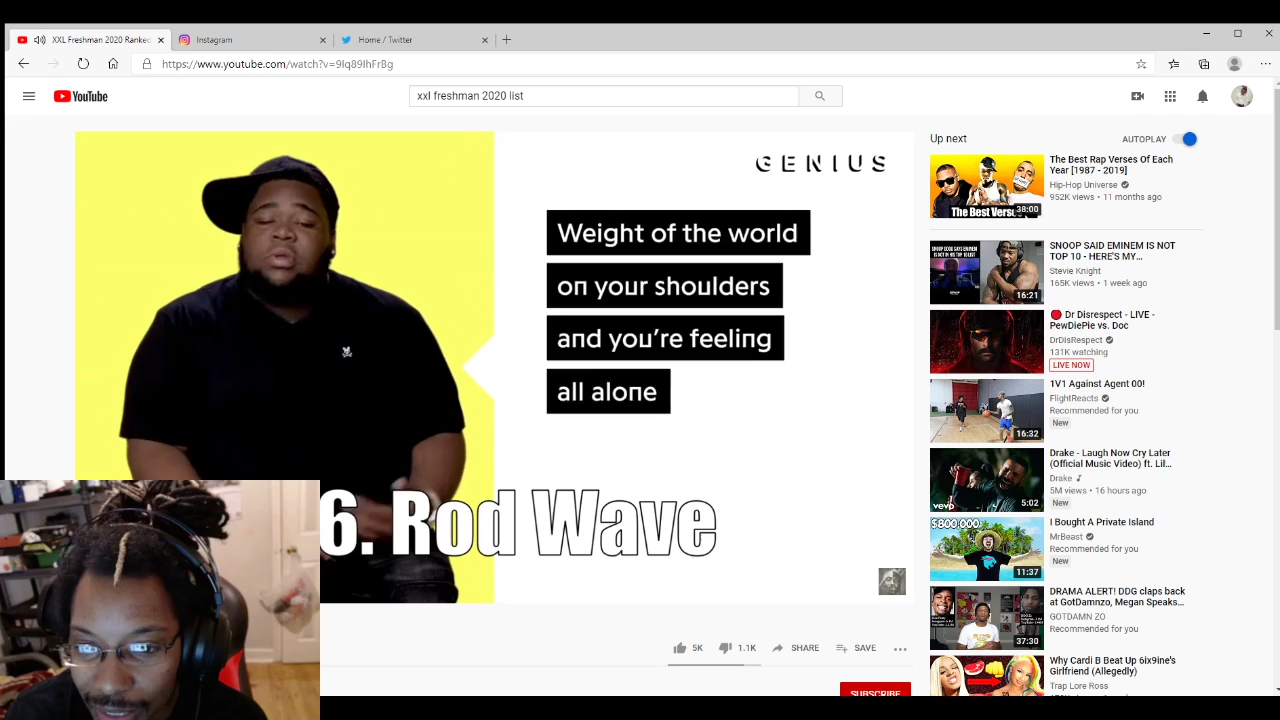 XXL Freshman 2020 Ranked
Instagram
Home / Twitter
https://www.youtube.com/watch?v=9Iq89IhFrBg
YouTube
xxl freshman 2020 list
GENIUS
Weight of the world
on your shoulders
and you're feeling
all alone
6. Rod Wave
5K
1.1K
SHARE
SAVE
SUBSCRIBE
Up next
AUTOPLAY
The Best Verses
38:00
The Best Rap Verses Of Each
Year [1987 - 2019]
Hip-Hop Universe
952K views • 11 months ago
16:21
SNOOP SAID EMINEM IS NOT
TOP 10 - HERE'S MY...
Stevie Knight
165K views • 1 week ago
Dr Disrespect - LIVE -
PewDiePie vs. Doc
DrDisRespect
131K watching
LIVE NOW
16:32
1V1 Against Agent 00!
FlightReacts
Recommended for you
New
vevo
5:02
Drake - Laugh Now Cry Later
(Official Music Video) ft. Lil...
Drake
5M views • 16 hours ago
New
$800,000
11:37
I Bought A Private Island
MrBeast
Recommended for you
New
37:30
DRAMA ALERT! DDG claps back
at GotDamnzo, Megan Speaks...
GOTDAMN ZO
Recommended for you
Why Cardi B Beat Up 6ix9ine's
Girlfriend (Allegedly)
Trap Lore Ross